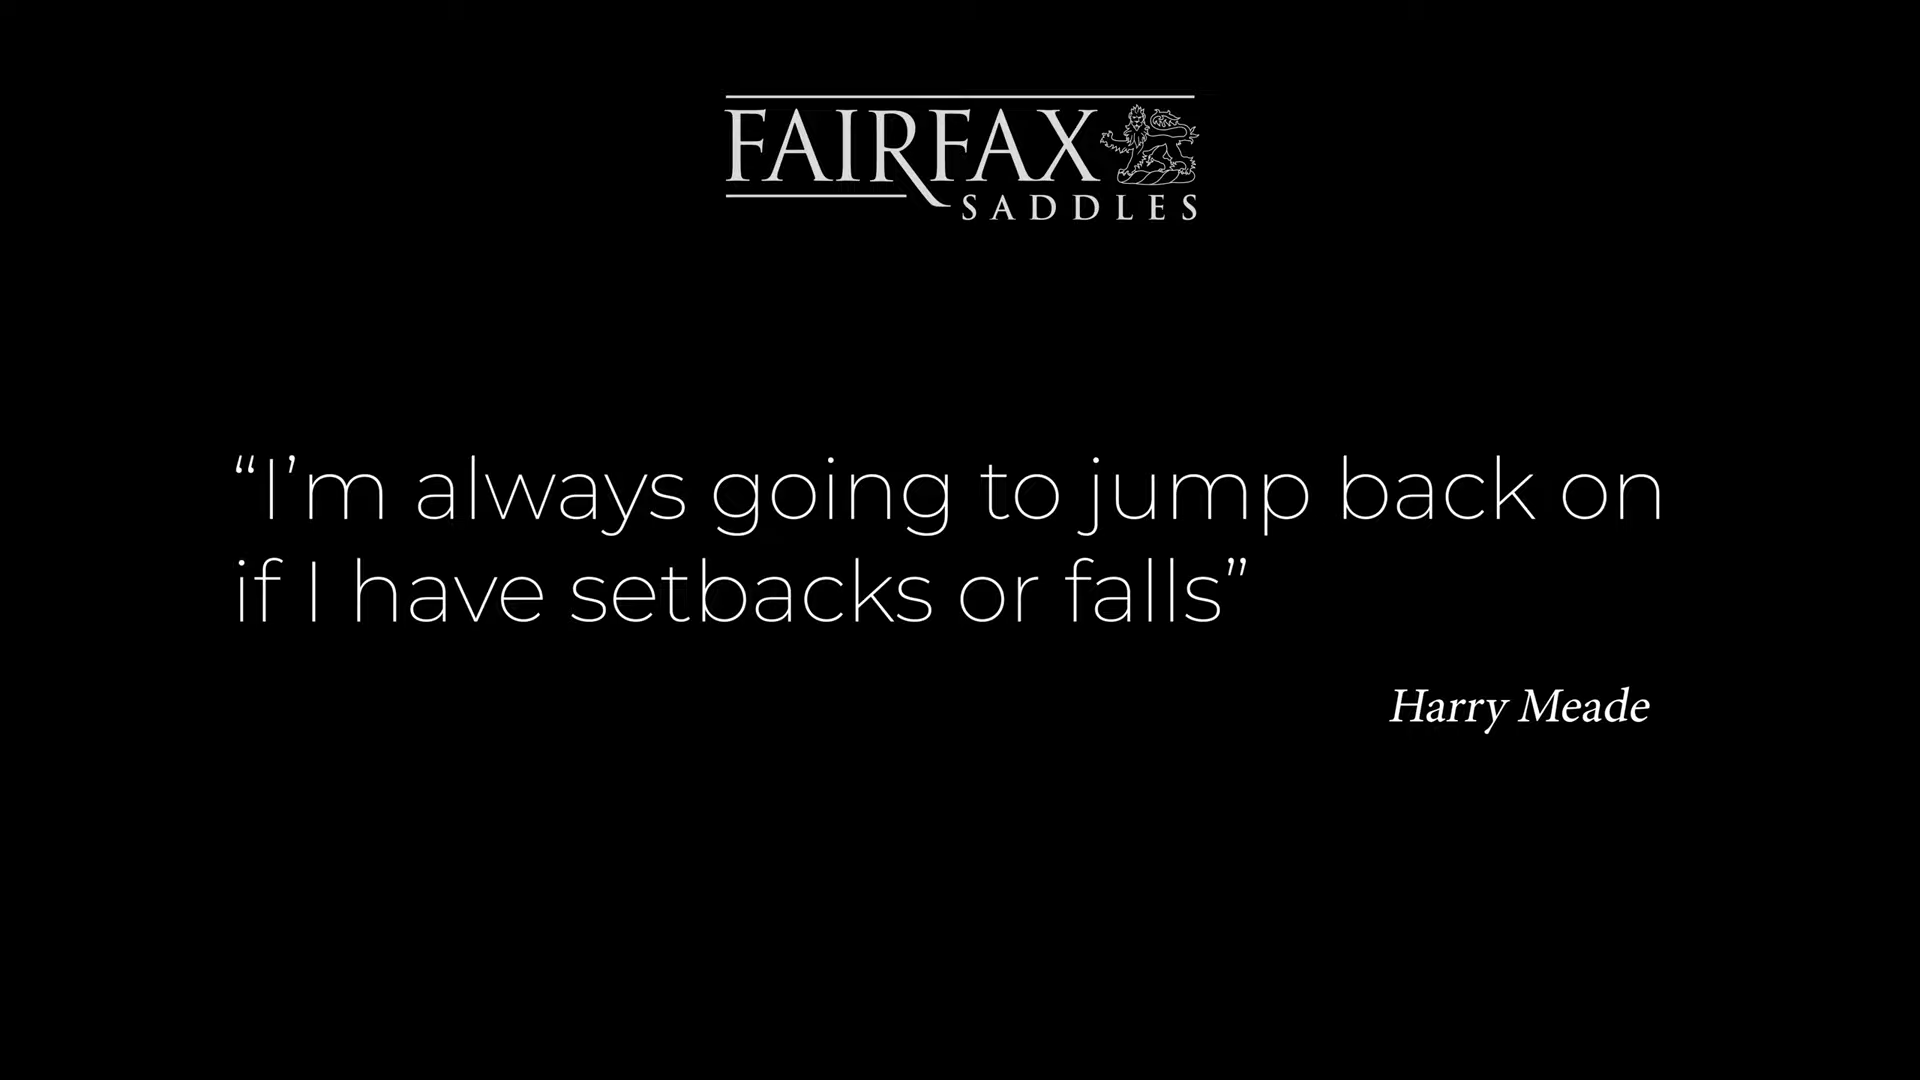 FAIRFAX
SADDLES
“I’m always going to jump back on
if I have setbacks or falls”
Harry Meade